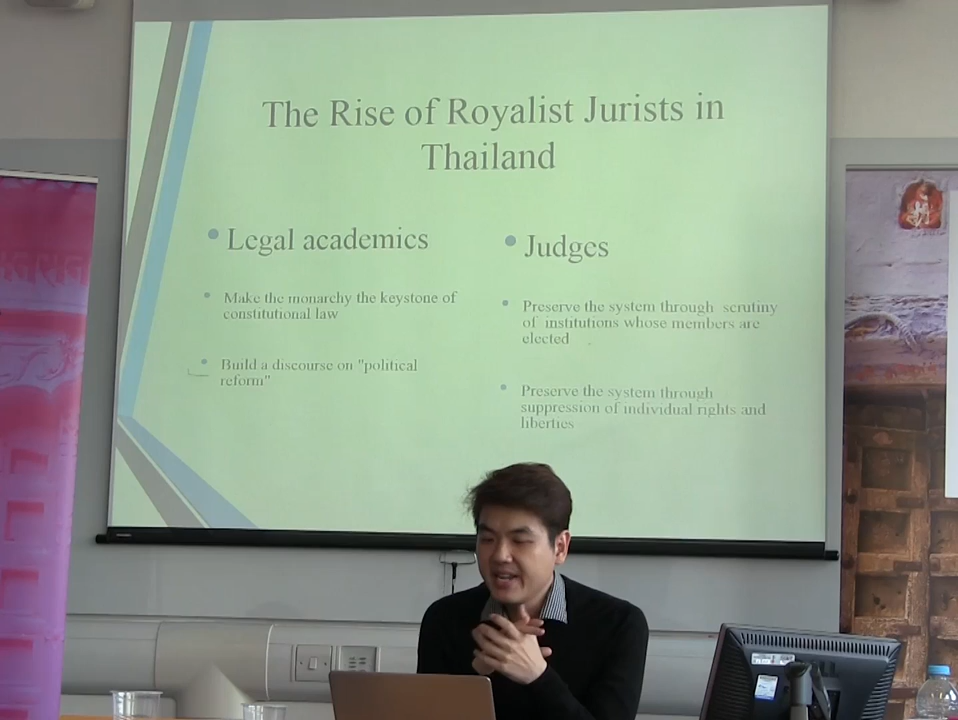 The Rise of Royalist Jurists in
Thailand
Legal academics
Make the monarchy the keystone of
constitutional law
Build a discourse on "political
reform"
Judges
Preserve the system through scrutiny
of institutions whose members are
elected
Preserve the system through
suppression of individual rights and
liberties